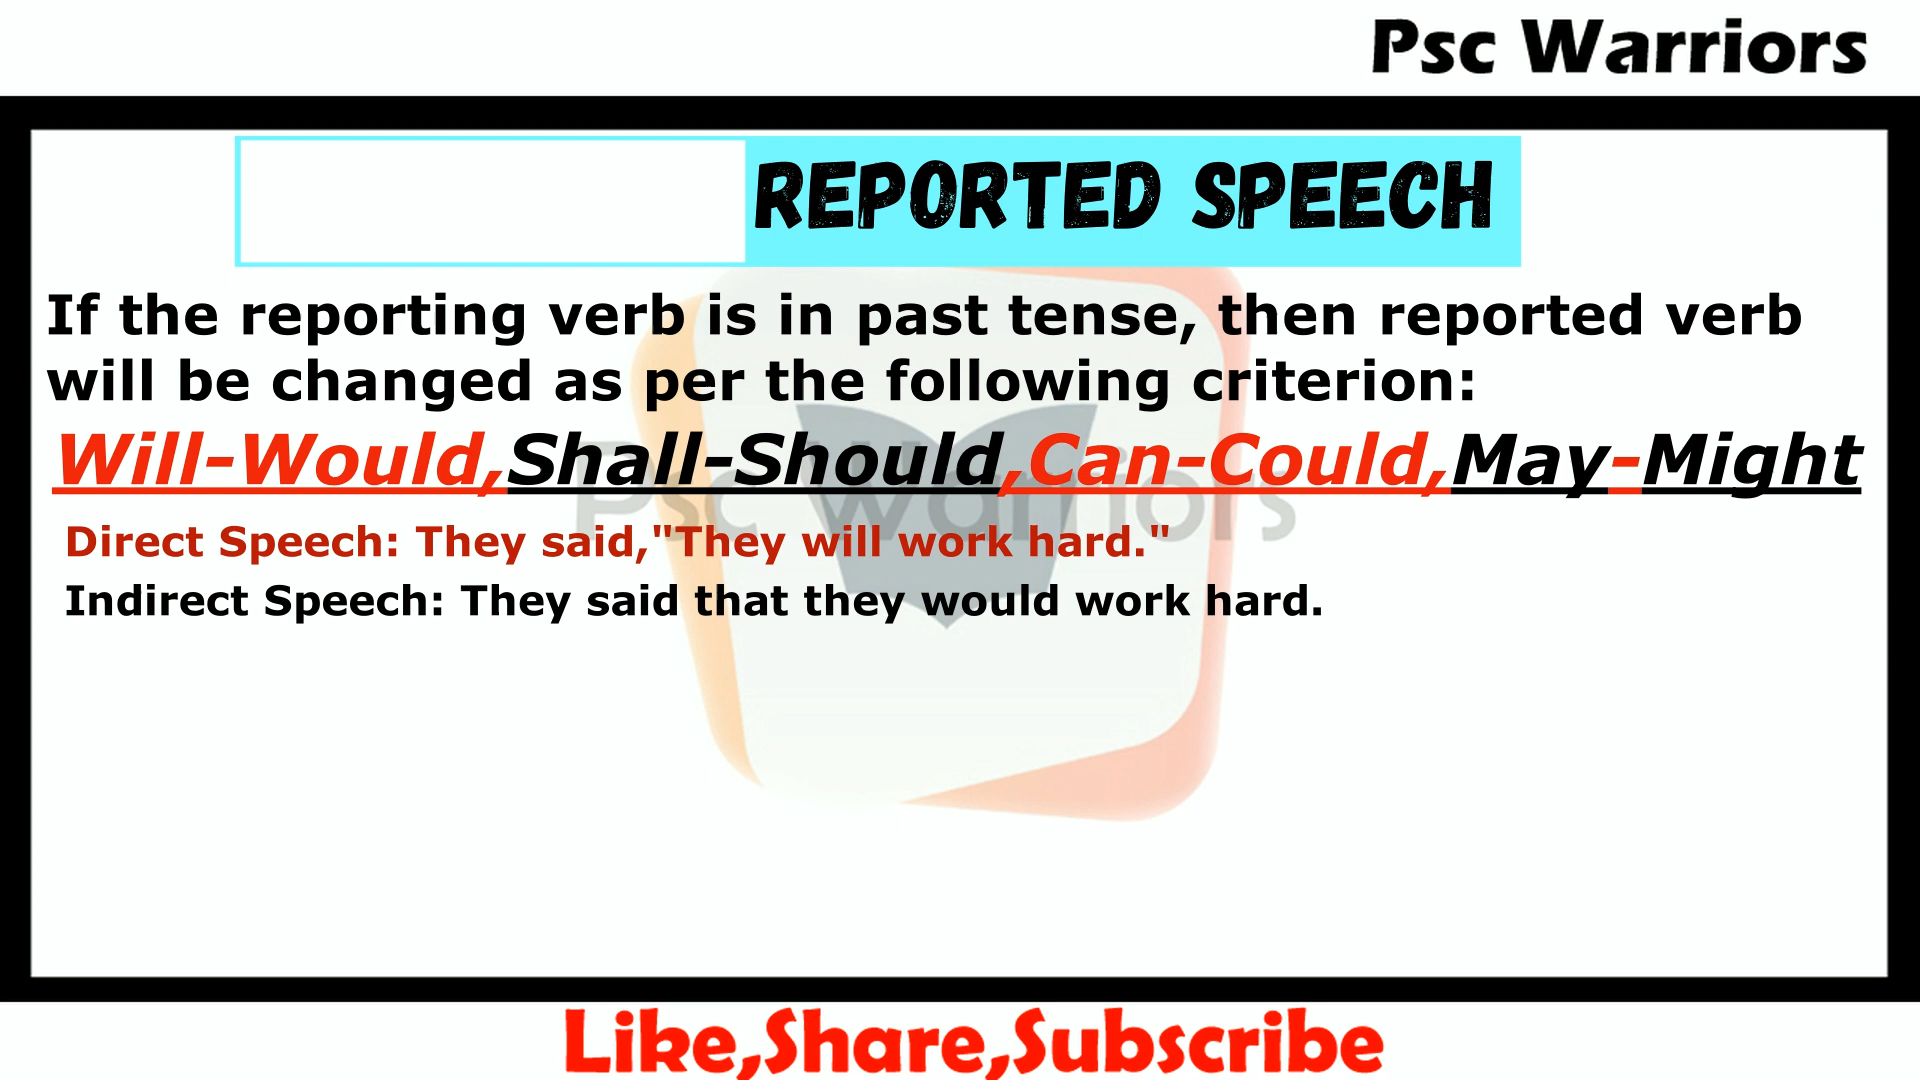 Psc Warriors
REPORTED SPEECH
If the reporting verb is in past tense, then reported verb
will be changed as per the following criterion:
Will-Would,Shall-Should,Can-Could,May-Might
Psc Warriors
Direct Speech: They said,"They will work hard."
Indirect Speech: They said that they would work hard.
Like,Share,Subscribe